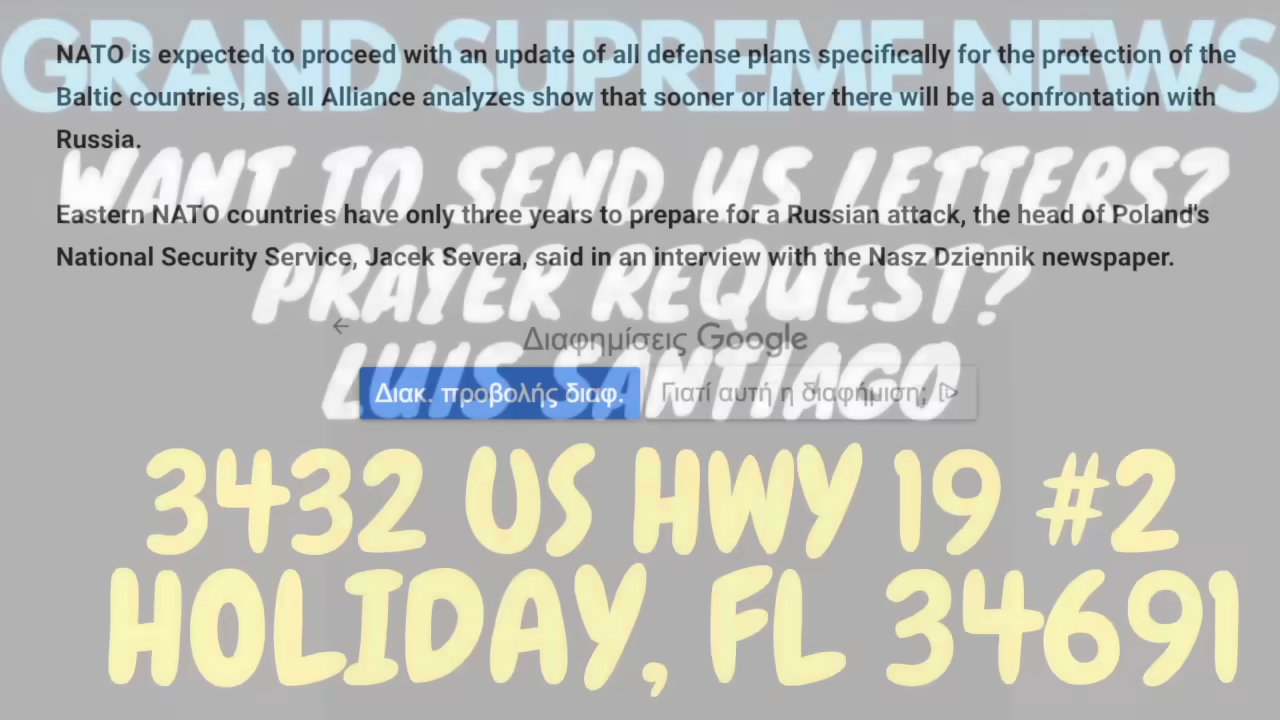 GRAND SUPREME NEWS
NATO is expected to proceed with an update of all defense plans specifically for the protection of the
Baltic countries, as all Alliance analyzes show that sooner or later there will be a confrontation with
Russia.
WANT TO SEND US LETTERS?
Eastern NATO countries have only three years to prepare for a Russian attack, the head of Poland's
National Security Service, Jacek Severa, said in an interview with the Nasz Dziennik newspaper.
PRAYER REQUEST?
Διαφημίσεις Google
LUIS SANTIAGO
Διακ. προβολής διαφ. Γιατί αυτή η διαφήμιση;
3432 US HWY 19 #2
HOLIDAY, FL 34691